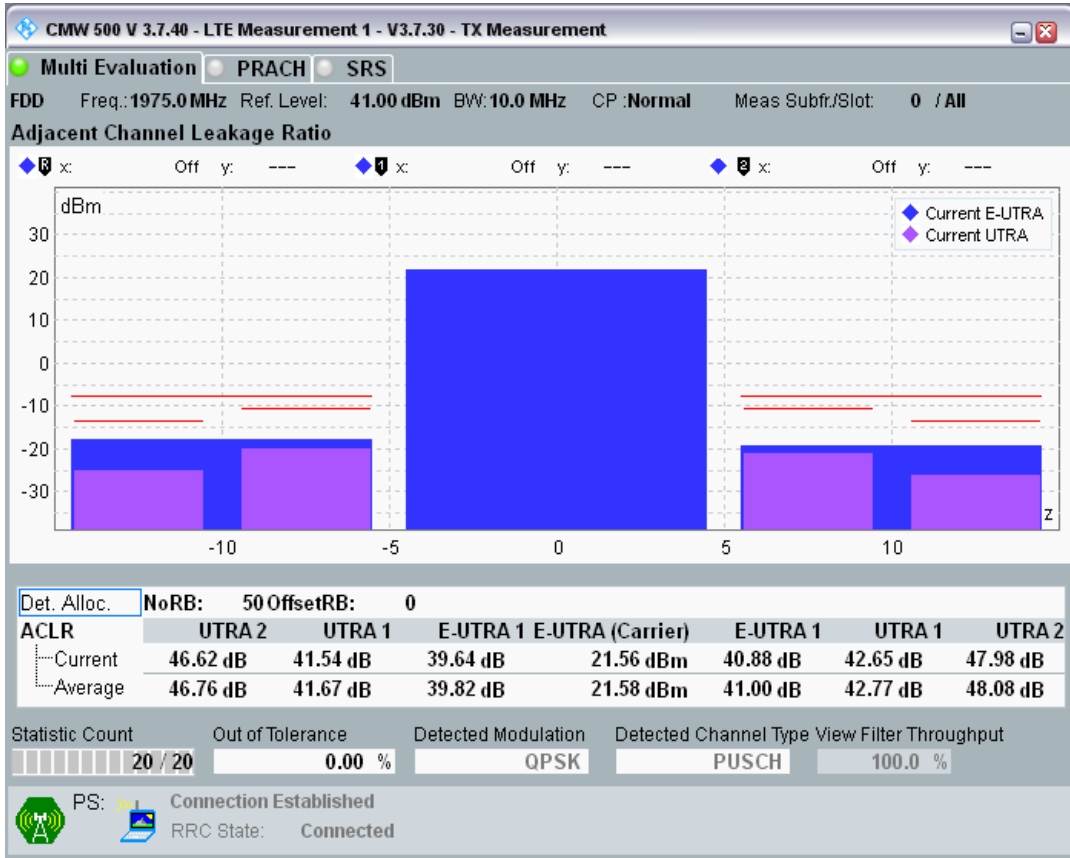 CMW 500 V 3.7.40 - LTE Measurement 1 - V3.7.30 - TX Measurement
Multi Evaluation PRACH SRS
FDD Freq.: 1975.0 MHz Ref. Level: 41.00 dBm BW: 10.0 MHz CP :Normal Meas Subfr./Slot: 0 / All
Adjacent Channel Leakage Ratio
R x: Off y: --- 1 x: Off y: --- 2 x: Off y: ---
dBm
Current E-UTRA
Current UTRA
30
20
10
0
-10
-20
-30
z
-10 -5 0 5 10
Det. Alloc. NoRB: 50 OffsetRB: 0
ACLR UTRA 2 UTRA 1 E-UTRA 1 E-UTRA (Carrier) E-UTRA 1 UTRA 1 UTRA 2
Current 46.62 dB 41.54 dB 39.64 dB 21.56 dBm 40.88 dB 42.65 dB 47.98 dB
Average 46.76 dB 41.67 dB 39.82 dB 21.58 dBm 41.00 dB 42.77 dB 48.08 dB
Statistic Count Out of Tolerance Detected Modulation Detected Channel Type View Filter Throughput
20 / 20 0.00 % QPSK PUSCH 100.0 %
PS: Connection Established
RRC State: Connected